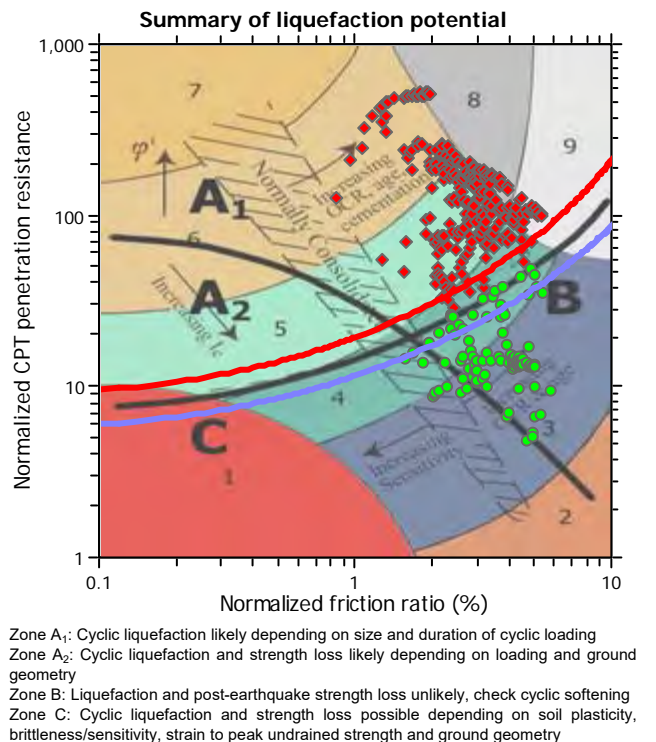 Summary of liquefaction potential
1,000
7
8
9
φ'
Increasing
OCR, age,
cementation
Normally Consolid
A1
100
6
Increasing Ic
A2
5
B
Normalized CPT penetration resistance
10
4
C
3
Increasing
Sensitivity
1
2
1
0.1
1
10
Normalized friction ratio (%)
Zone A1: Cyclic liquefaction likely depending on size and duration of cyclic loading
Zone A2: Cyclic liquefaction and strength loss likely depending on loading and ground
geometry
Zone B: Liquefaction and post-earthquake strength loss unlikely, check cyclic softening
Zone C: Cyclic liquefaction and strength loss possible depending on soil plasticity,
brittleness/sensitivity, strain to peak undrained strength and ground geometry